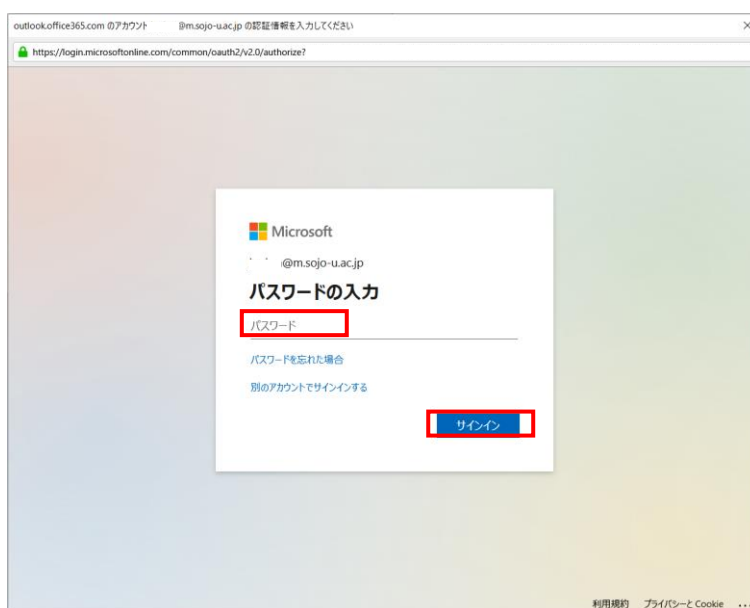 outlook.office365.com のアカウント @m.sojo-u.ac.jp の認証情報を入力してください
https://login.microsoftonline.com/common/oauth2/v2.0/authorize?
Microsoft
@m.sojo-u.ac.jp
パスワードの入力
パスワード
パスワードを忘れた場合
別のアカウントでサインインする
サインイン
利用規約 プライバシーと Cookie ...